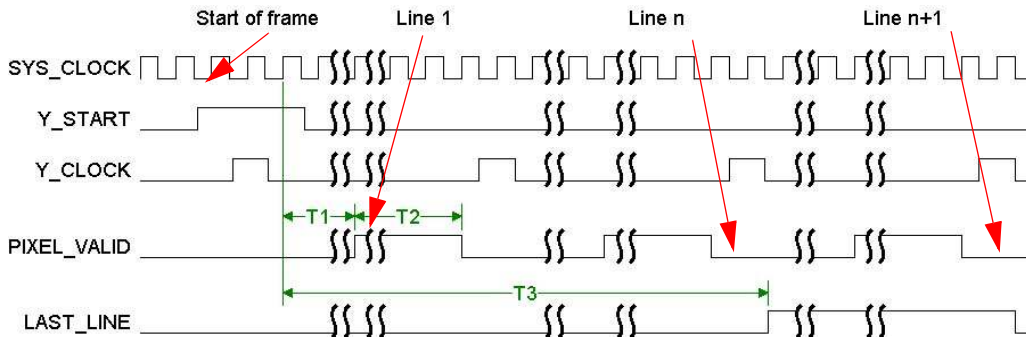 Start of frame Line 1 Line n Line n+1
SYS_CLOCK
Y_START
Y_CLOCK
T1 T2
PIXEL_VALID
T3
LAST_LINE